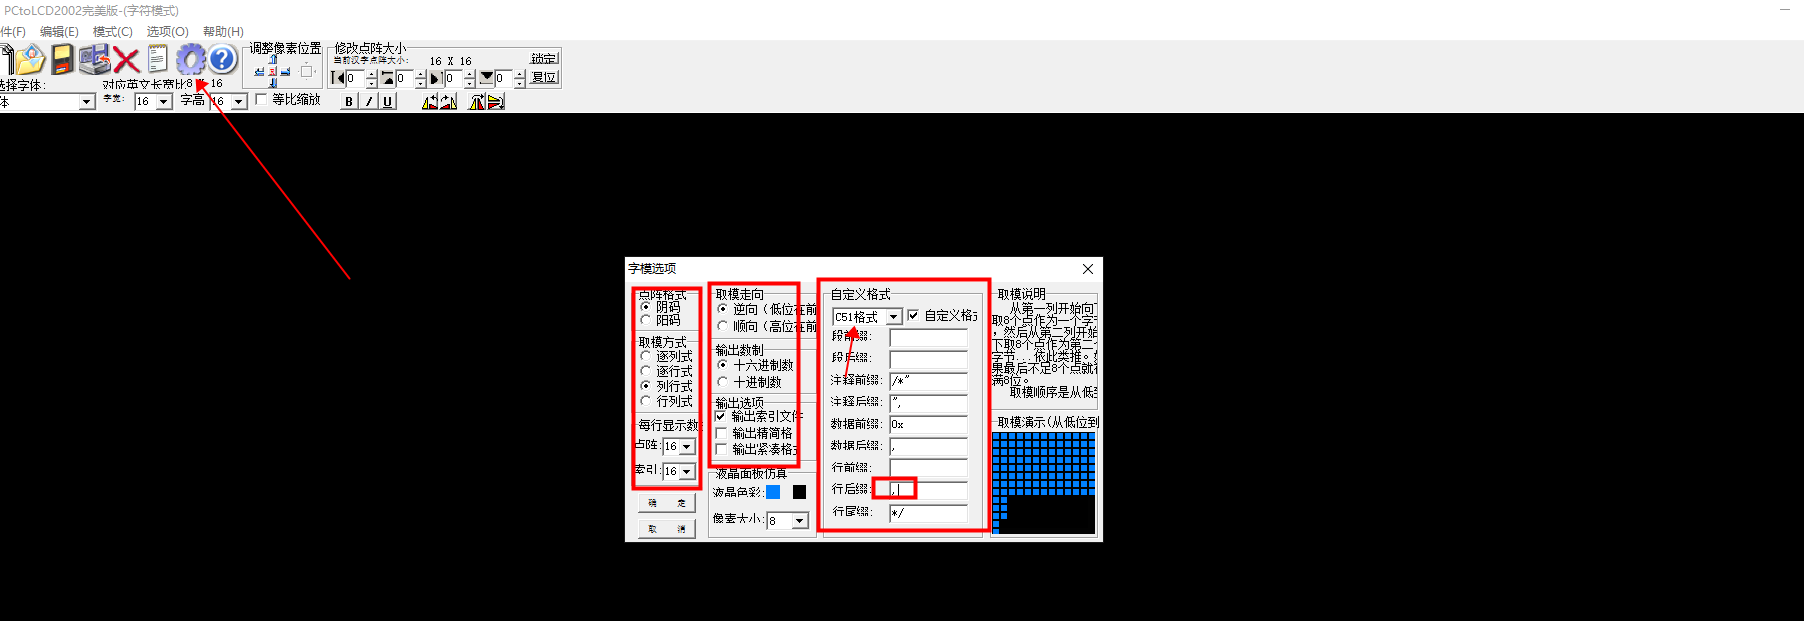 PCtoLCD2002完美版-(字符模式)
件(F) 编辑(E) 模式(C) 选项(O) 帮助(H)
调整像素位置
修改点阵大小
当前汉字点阵大小: 16 X 16
锁定
0 0 0 0 复位
选择字体: 对应英文长宽比8 X 16
体 字宽: 16 字高 16 等比缩放 B I U
字模选项
点阵格式
阴码
阳码
取模方式
逐列式
逐行式
列行式
行列式
每行显示数
点阵: 16
索引: 16
确 定
取 消
取模走向
逆向(低位在前
顺向(高位在前
输出数制
十六进制数
十进制数
输出选项
输出索引文件
输出精简格
输出紧凑格式
液晶面板仿真
液晶色彩:
像素大小: 8
自定义格式
C51格式 自定义格式
段前缀:
段后缀:
注释前缀: /*"
注释后缀: ",
数据前缀: 0x
数据后缀: ,
行前缀:
行后缀: ,
行尾缀: */
取模说明
从第一列开始向下
取8个点作为一个字节
,然后从第二列开始
下取8个点作为第二个
字节...依此类推。如
果最后不足8个点就补
满8位。
取模顺序是从低到
取模演示(从低位到